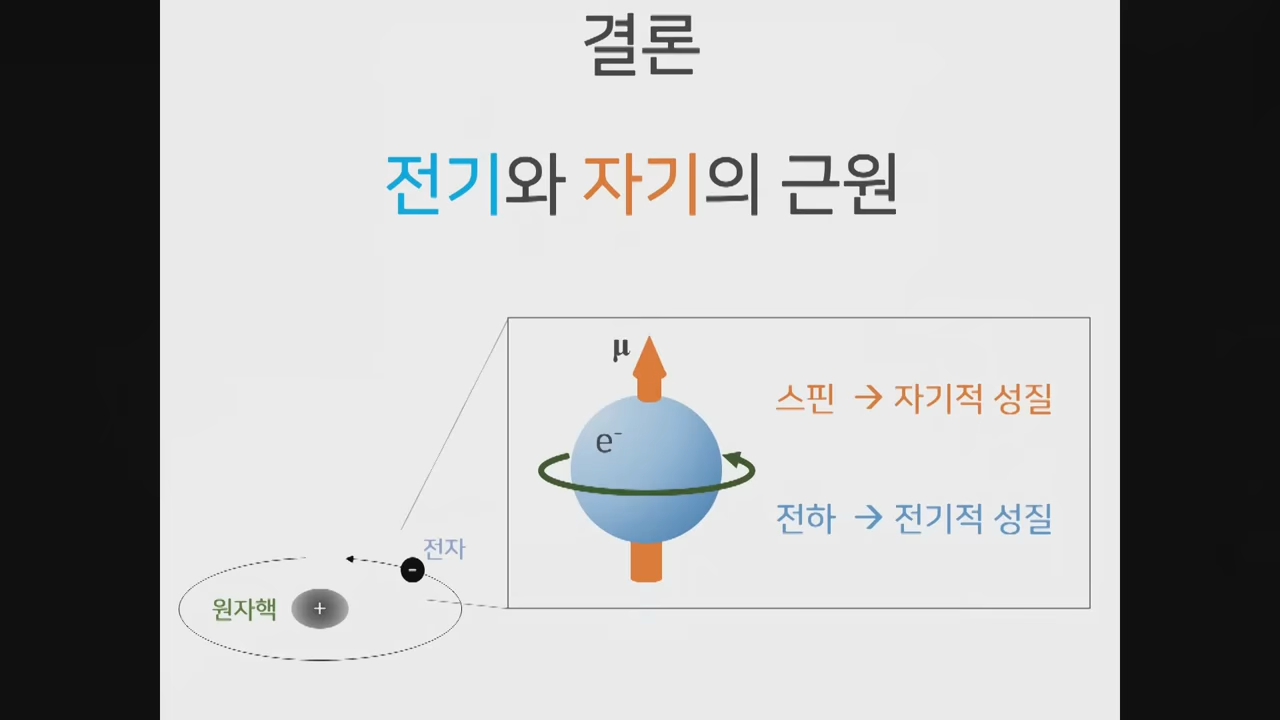 결론
전기와 자기의 근원
μ
스핀 → 자기적 성질
e⁻
전하 → 전기적 성질
전자
-
원자핵 +